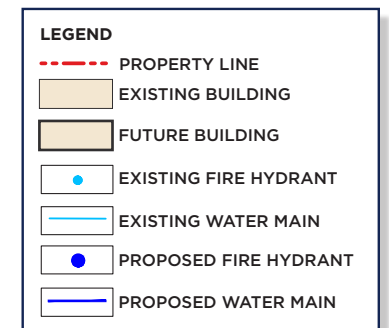 LEGEND
PROPERTY LINE
EXISTING BUILDING
FUTURE BUILDING
EXISTING FIRE HYDRANT
EXISTING WATER MAIN
PROPOSED FIRE HYDRANT
PROPOSED WATER MAIN